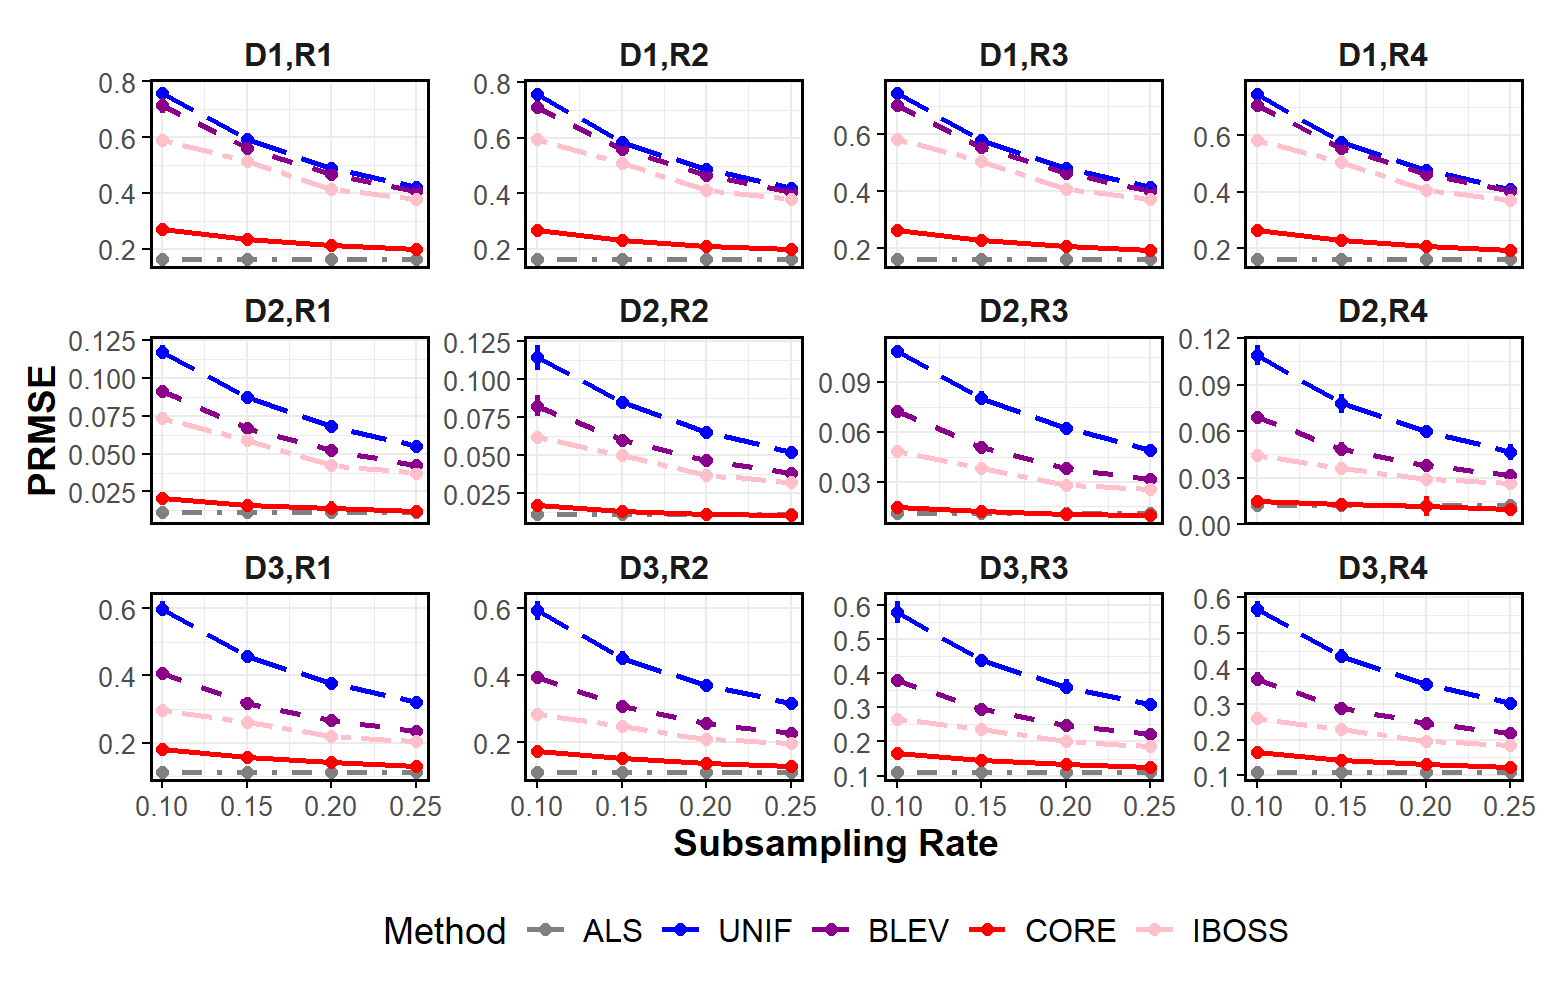 D1,R1 D1,R2 D1,R3 D1,R4
0.8 0.8
0.6 0.6 0.6 0.6
0.4 0.4 0.4 0.4
0.2 0.2 0.2 0.2
D2,R1 D2,R2 D2,R3 D2,R4
0.125 0.125 0.12
0.100 0.100 0.09 0.09
0.075 0.075 0.06 0.06
0.050 0.050 0.03 0.03
0.025 0.025 0.00
PRMSE
D3,R1 D3,R2 D3,R3 D3,R4
0.6 0.6 0.6 0.6
0.5 0.5
0.4 0.4 0.4 0.4
0.3 0.3
0.2 0.2 0.2 0.2
0.1 0.1
0.10 0.15 0.20 0.25 0.10 0.15 0.20 0.25 0.10 0.15 0.20 0.25 0.10 0.15 0.20 0.25
Subsampling Rate
Method ALS UNIF BLEV CORE IBOSS